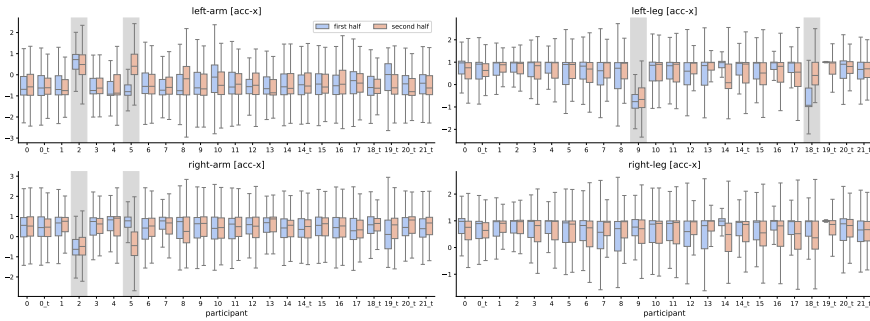 left-arm [acc-x]
first half second half
2
1
0
−1
−2
−3
0 0_t 1 2 3 4 5 6 7 8 9 10 11 12 13 14 14_t 15 16 17 18_t 19_t 20_t 21_t
left-leg [acc-x]
2
1
0
−1
−2
0 0_t 1 2 3 4 5 6 7 8 9 10 11 12 13 14 14_t 15 16 17 18_t 19_t 20_t 21_t
right-arm [acc-x]
3
2
1
0
−1
−2
0 0_t 1 2 3 4 5 6 7 8 9 10 11 12 13 14 14_t 15 16 17 18_t 19_t 20_t 21_t
participant
right-leg [acc-x]
2
1
0
−1
0 0_t 1 2 3 4 5 6 7 8 9 10 11 12 13 14 14_t 15 16 17 18_t 19_t 20_t 21_t
participant